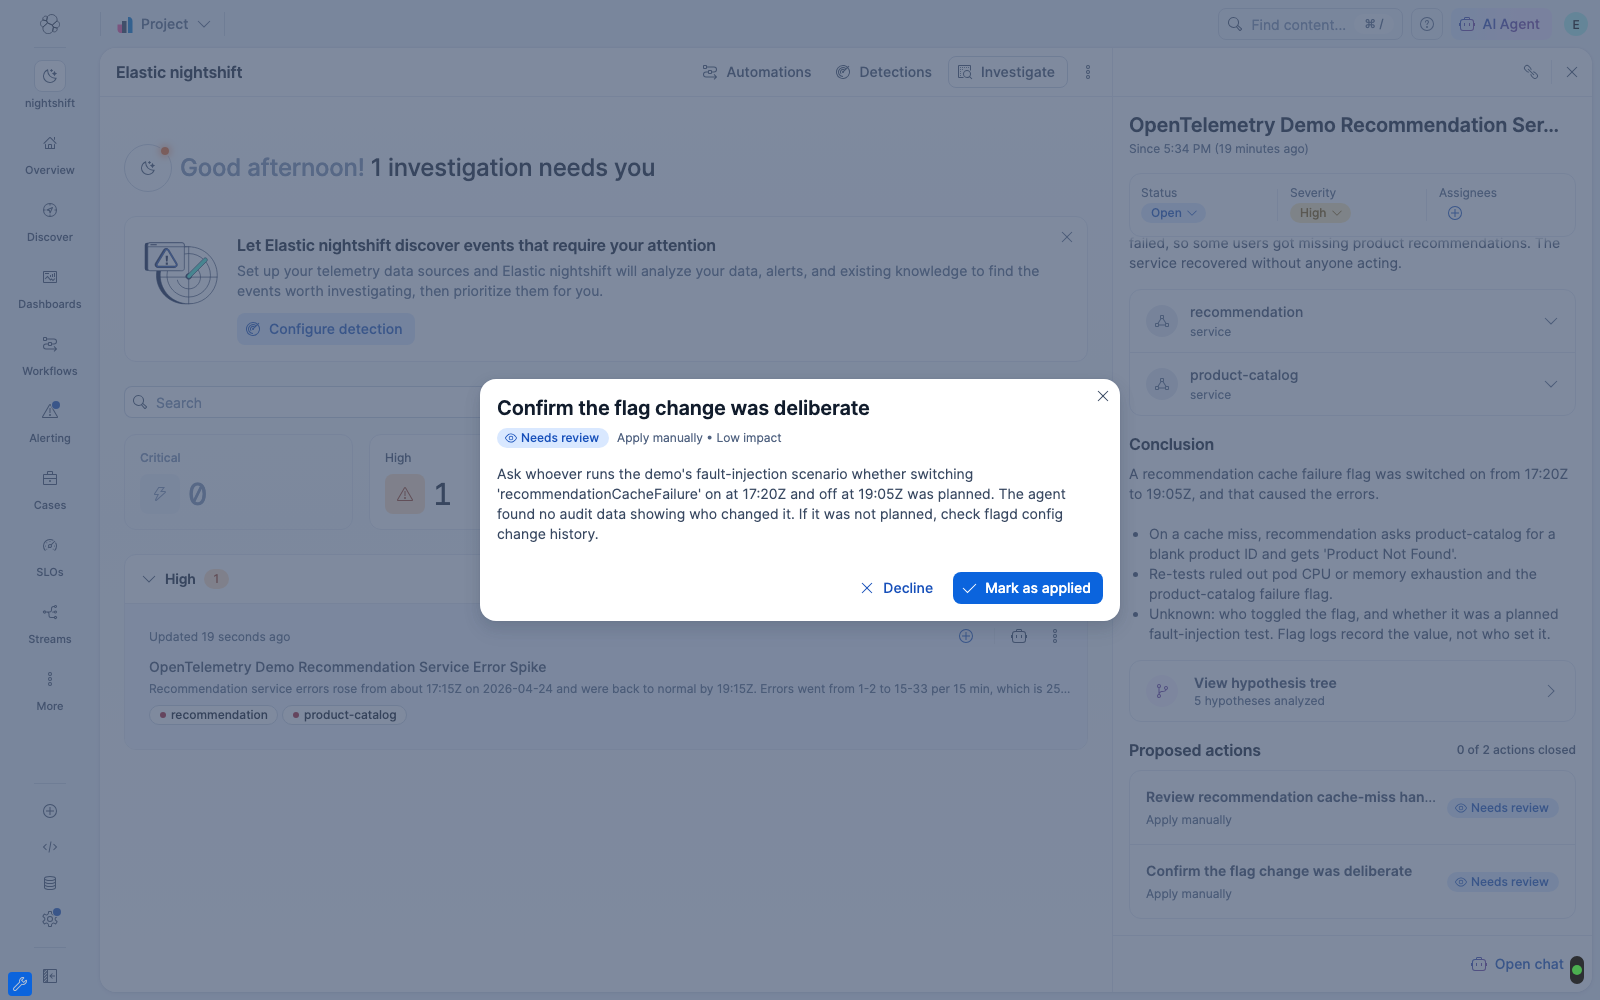 Project
Find content...
⌘ /
AI Agent
E
nightshift
Overview
Discover
Dashboards
Workflows
Alerting
Cases
SLOs
Streams
More
Elastic nightshift
Automations
Detections
Investigate
Good afternoon! 1 investigation needs you
Let Elastic nightshift discover events that require your attention
Set up your telemetry data sources and Elastic nightshift will analyze your data, alerts, and existing knowledge to find the
events worth investigating, then prioritize them for you.
Configure detection
Search
Critical
0
High
1
High 1
Updated 19 seconds ago
OpenTelemetry Demo Recommendation Service Error Spike
Recommendation service errors rose from about 17:15Z on 2026-04-24 and were back to normal by 19:15Z. Errors went from 1-2 to 15-33 per 15 min, which is 25...
recommendation
product-catalog
Confirm the flag change was deliberate
Needs review Apply manually • Low impact
Ask whoever runs the demo's fault-injection scenario whether switching
'recommendationCacheFailure' on at 17:20Z and off at 19:05Z was planned. The agent
found no audit data showing who changed it. If it was not planned, check flagd config
change history.
Decline
Mark as applied
OpenTelemetry Demo Recommendation Ser...
Since 5:34 PM (19 minutes ago)
Status
Open
Severity
High
Assignees
failed, so some users got missing product recommendations. The
service recovered without anyone acting.
recommendation
service
product-catalog
service
Conclusion
A recommendation cache failure flag was switched on from 17:20Z
to 19:05Z, and that caused the errors.
• On a cache miss, recommendation asks product-catalog for a
blank product ID and gets 'Product Not Found'.
• Re-tests ruled out pod CPU or memory exhaustion and the
product-catalog failure flag.
• Unknown: who toggled the flag, and whether it was a planned
fault-injection test. Flag logs record the value, not who set it.
View hypothesis tree
5 hypotheses analyzed
Proposed actions
0 of 2 actions closed
Review recommendation cache-miss han...
Apply manually
Needs review
Confirm the flag change was deliberate
Apply manually
Needs review
Open chat